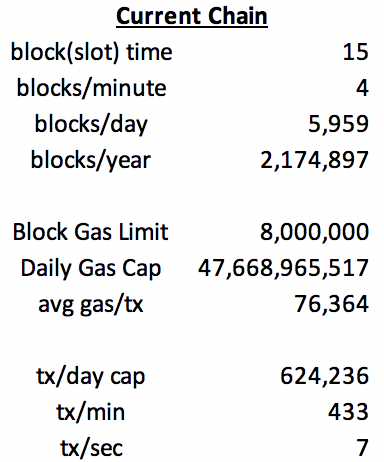 Current Chain
block(slot) time 15
blocks/minute 4
blocks/day 5,959
blocks/year 2,174,897
Block Gas Limit 8,000,000
Daily Gas Cap 47,668,965,517
avg gas/tx 76,364
tx/day cap 624,236
tx/min 433
tx/sec 7